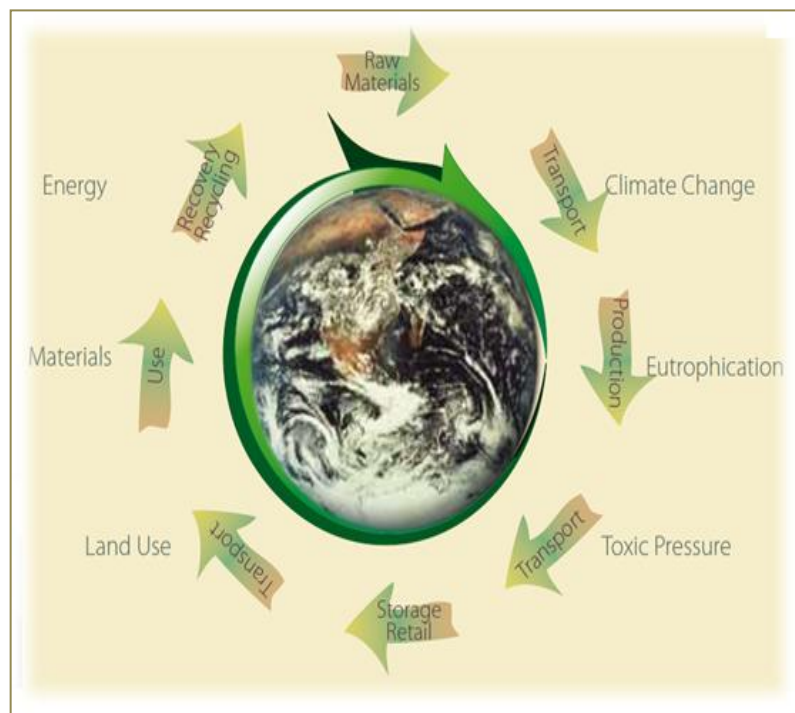 Raw
Materials
Transport
Climate Change
Production
Eutrophication
Transport
Toxic Pressure
Storage
Retail
Transport
Land Use
Use
Materials
Recovery
Recycling
Energy